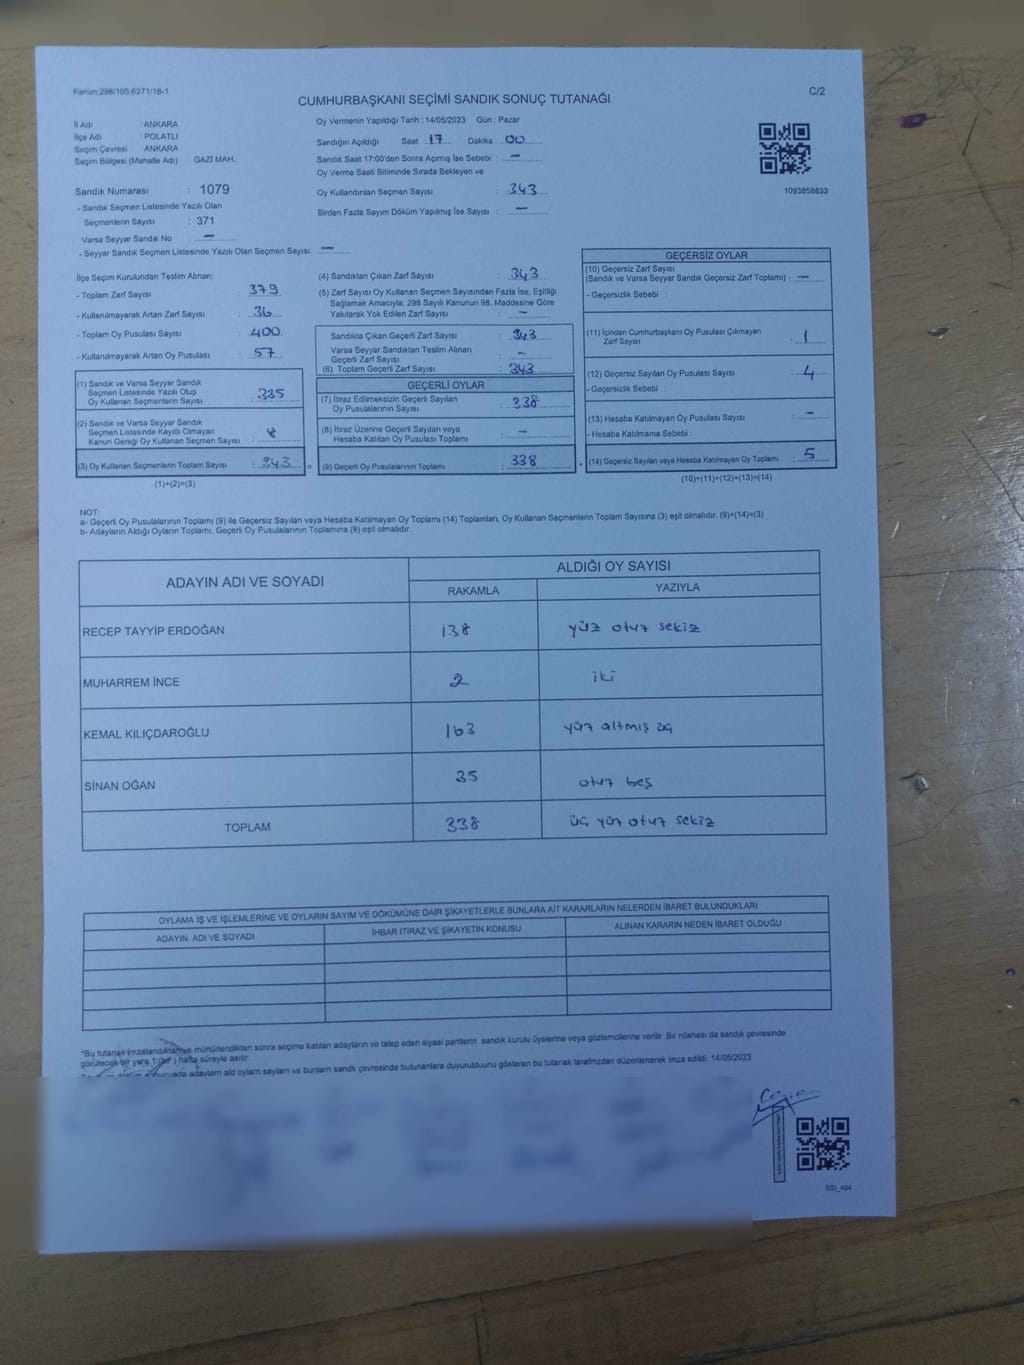 Kanun:298/105:6271/18-1
C/2
CUMHURBAŞKANI SEÇİMİ SANDIK SONUÇ TUTANAĞI
İl Adı : ANKARA
İlçe Adı : POLATLI
Seçim Çevresi : ANKARA
Seçim Bölgesi (Mahalle Adı) GAZİ MAH.
Sandık Numarası : 1079
- Sandık Seçmen Listesinde Yazılı Olan
Seçmenlerin Sayısı : 371
Varsa Seyyar Sandık No : —
- Seyyar Sandık Seçmen Listesinde Yazılı Olan Seçmen Sayısı: —
Oy Vermenin Yapıldığı Tarih : 14/05/2023 Gün : Pazar
Sandığın Açıldığı Saat : 17 Dakika : 00
Sandık Saat 17:00'den Sonra Açmış İse Sebebi : —
Oy Verme Saati Bitiminde Sırada Bekleyen ve
Oy Kullandırılan Seçmen Sayısı : 343
Birden Fazla Sayım Döküm Yapılmış İse Sayısı : —
1093858833
İlçe Seçim Kurulundan Teslim Alınan;
- Toplam Zarf Sayısı : 379
- Kullanılmayarak Artan Zarf Sayısı : 36
- Toplam Oy Pusulası Sayısı : 400
- Kullanılmayarak Artan Oy Pusulası : 57
(1) Sandık ve Varsa Seyyar Sandık
Seçmen Listesinde Yazılı Olup
Oy Kullanan Seçmenlerin Sayısı : 335
(2) Sandık ve Varsa Seyyar Sandık
Seçmen Listesinde Kayıtlı Olmayan
Kanun Gereği Oy Kullanan Seçmen Sayısı : 8
(3) Oy Kullanan Seçmenlerin Toplam Sayısı : 343 =
(1)+(2)=(3)
(4) Sandıktan Çıkan Zarf Sayısı : 343
(5) Zarf Sayısı Oy Kullanan Seçmen Sayısından Fazla İse, Eşitliği
Sağlamak Amacıyla; 298 Sayılı Kanunun 98. Maddesine Göre
Yakılarak Yok Edilen Zarf Sayısı : —
Sandıkta Çıkan Geçerli Zarf Sayısı : 343
Varsa Seyyar Sandıktan Teslim Alınan
Geçerli Zarf Sayısı : —
(6) Toplam Geçerli Zarf Sayısı : 343
GEÇERLİ OYLAR
(7) İtiraz Edilmeksizin Geçerli Sayılan
Oy Pusulalarının Sayısı : 338
(8) İtiraz Üzerine Geçerli Sayılan veya
Hesaba Katılan Oy Pusulası Toplamı : —
(9) Geçerli Oy Pusulalarının Toplamı : 338 +
GEÇERSİZ OYLAR
(10) Geçersiz Zarf Sayısı
(Sandık ve Varsa Seyyar Sandık Geçersiz Zarf Toplamı) : —
- Geçersizlik Sebebi :
(11) İçinden Cumhurbaşkanı Oy Pusulası Çıkmayan
Zarf Sayısı : 1
(12) Geçersiz Sayılan Oy Pusulası Sayısı : 4
- Geçersizlik Sebebi :
(13) Hesaba Katılmayan Oy Pusulası Sayısı : —
- Hesaba Katılmama Sebebi :
(14) Geçersiz Sayılan veya Hesaba Katılmayan Oy Toplamı : 5
(10)+(11)+(12)+(13)=(14)
NOT:
a- Geçerli Oy Pusulalarının Toplamı (9) ile Geçersiz Sayılan veya Hesaba Katılmayan Oy Toplamı (14) Toplamları, Oy Kullanan Seçmenlerin Toplam Sayısına (3) eşit olmalıdır. (9)+(14)=(3)
b- Adayların Aldığı Oyların Toplamı, Geçerli Oy Pusulalarının Toplamına (9) eşit olmalıdır.
ADAYIN ADI VE SOYADI
ALDIĞI OY SAYISI
RAKAMLA YAZIYLA
RECEP TAYYİP ERDOĞAN 138 yüz otuz sekiz
MUHARREM İNCE 2 iki
KEMAL KILIÇDAROĞLU 163 yüz altmış üç
SİNAN OĞAN 35 otuz beş
TOPLAM 338 üç yüz otuz sekiz
OYLAMA İŞ VE İŞLEMLERİNE VE OYLARIN SAYIM VE DÖKÜMÜNE DAİR ŞİKAYETLERLE BUNLARA AİT KARARLARIN NELERDEN İBARET BULUNDUKLARI
ADAYIN ADI VE SOYADI İHBAR İTİRAZ VE ŞİKAYETİN KONUSU ALINAN KARARIN NEDEN İBARET OLDUĞU
*Bu tutanak imzalandıktan ve mühürlendikten sonra seçime katılan adayların ve talep eden siyasi partilerin sandık kurulu üyelerine veya gözlemcilerine verilir. Bir nüshası da sandık çevresinde
görülecek bir yere 1 (bir) hafta süreyle asılır.
adayların ald oyların sayların ve bunların sandk çevresinde bulunanlara duyurulduunu gösteren bu tutanak tarafımızdan düzenlenerek imza edildi. 14/05/2023
SSI_404